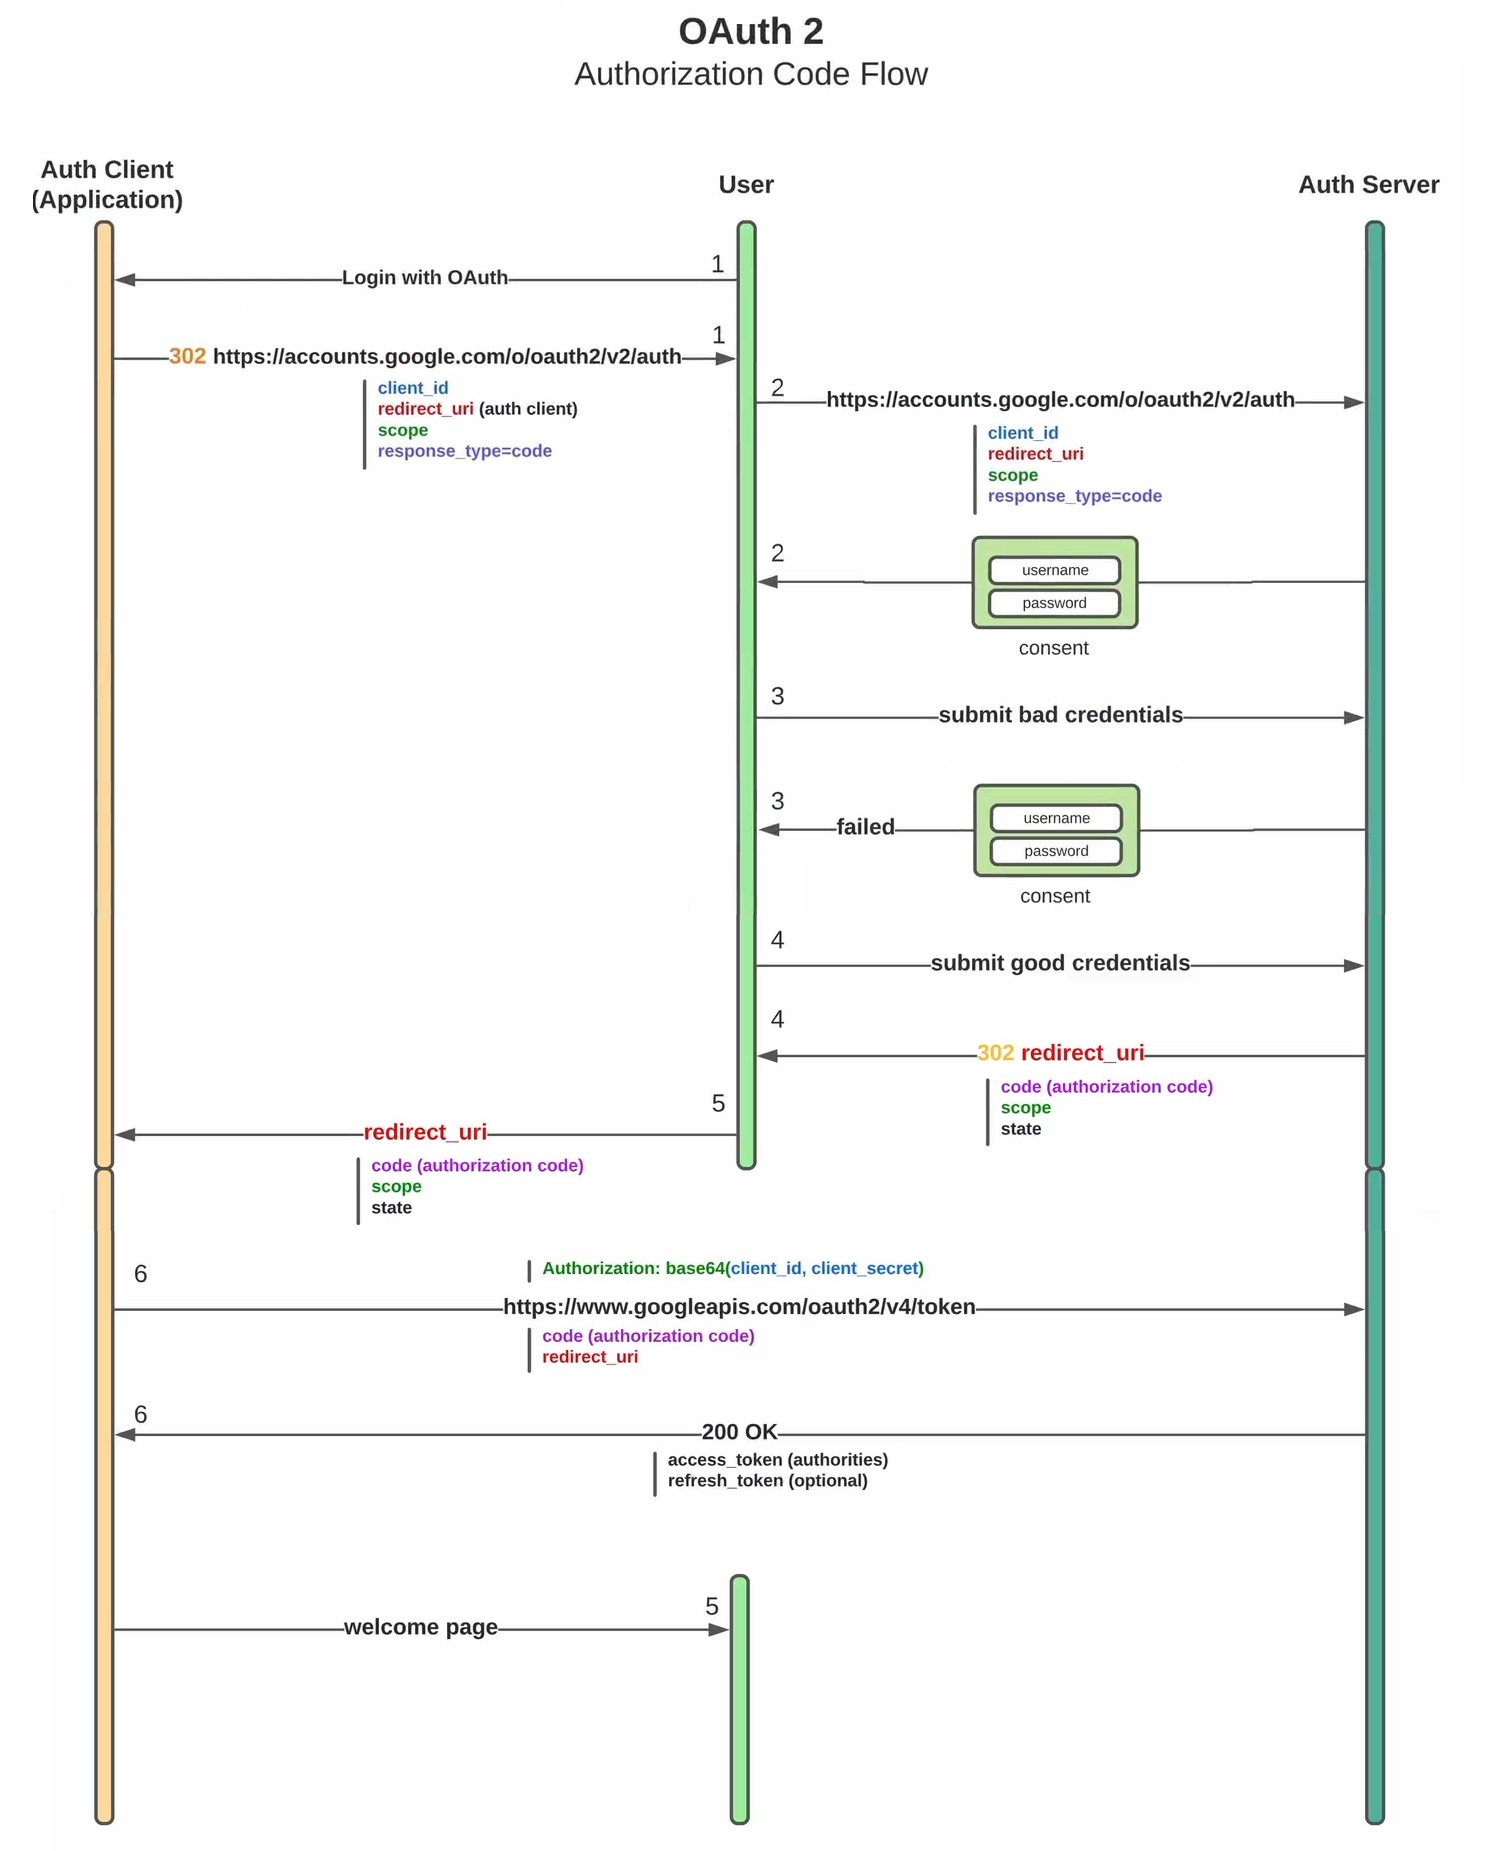 OAuth 2
Authorization Code Flow
Auth Client
(Application)
User
Auth Server
1
Login with OAuth
1
302 https://accounts.google.com/o/oauth2/v2/auth
client_id
redirect_uri (auth client)
scope
response_type=code
2
https://accounts.google.com/o/oauth2/v2/auth
client_id
redirect_uri
scope
response_type=code
2
username
password
consent
3
submit bad credentials
3
failed
username
password
consent
4
submit good credentials
4
302 redirect_uri
code (authorization code)
scope
state
5
redirect_uri
code (authorization code)
scope
state
6
Authorization: base64(client_id, client_secret)
https://www.googleapis.com/oauth2/v4/token
code (authorization code)
redirect_uri
6
200 OK
access_token (authorities)
refresh_token (optional)
5
welcome page